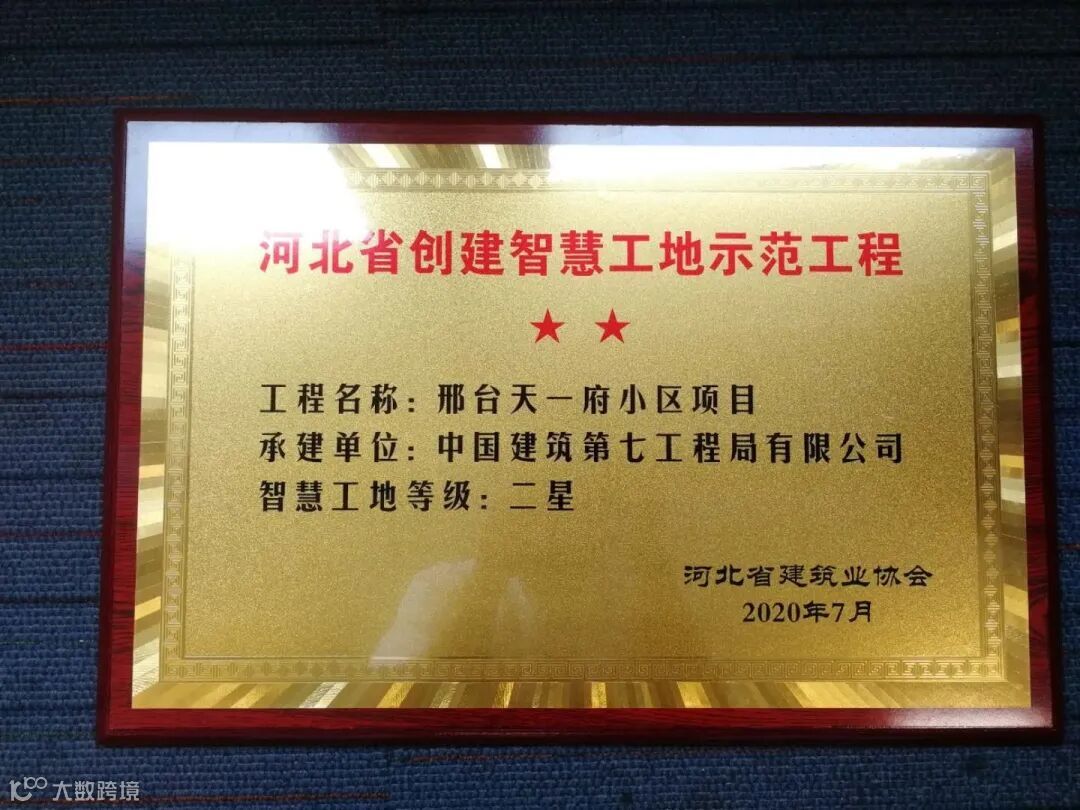 河北省创建智慧工地示范工程
★ ★
工程名称：邢台天一府小区项目
承建单位：中国建筑第七工程局有限公司
智慧工地等级：二星
河北省建筑业协会
2020年7月
大数跨境